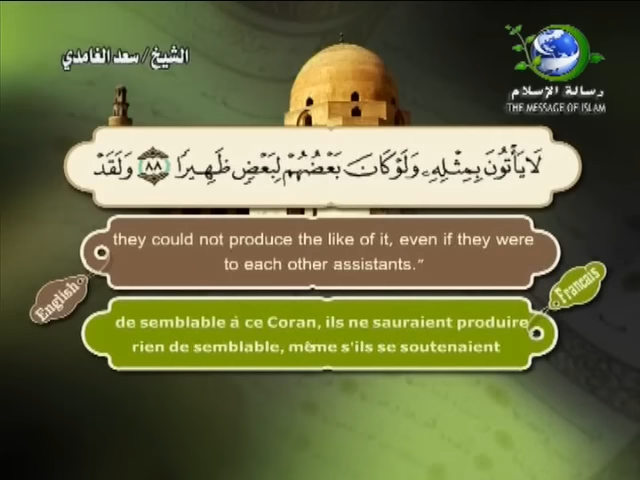 الشيخ / سعد الغامدي
رسالة الإسلام
THE MESSAGE OF ISLAM
لَا يَأْتُونَ بِمِثْلِهِۦ وَلَوْ كَانَ بَعْضُهُمْ لِبَعْضٍ ظَهِيرًا ٨٨ وَلَقَدْ
they could not produce the like of it, even if they were
to each other assistants."
English
Français
de semblable à ce Coran, ils ne sauraient produire
rien de semblable, même s'ils se soutenaient